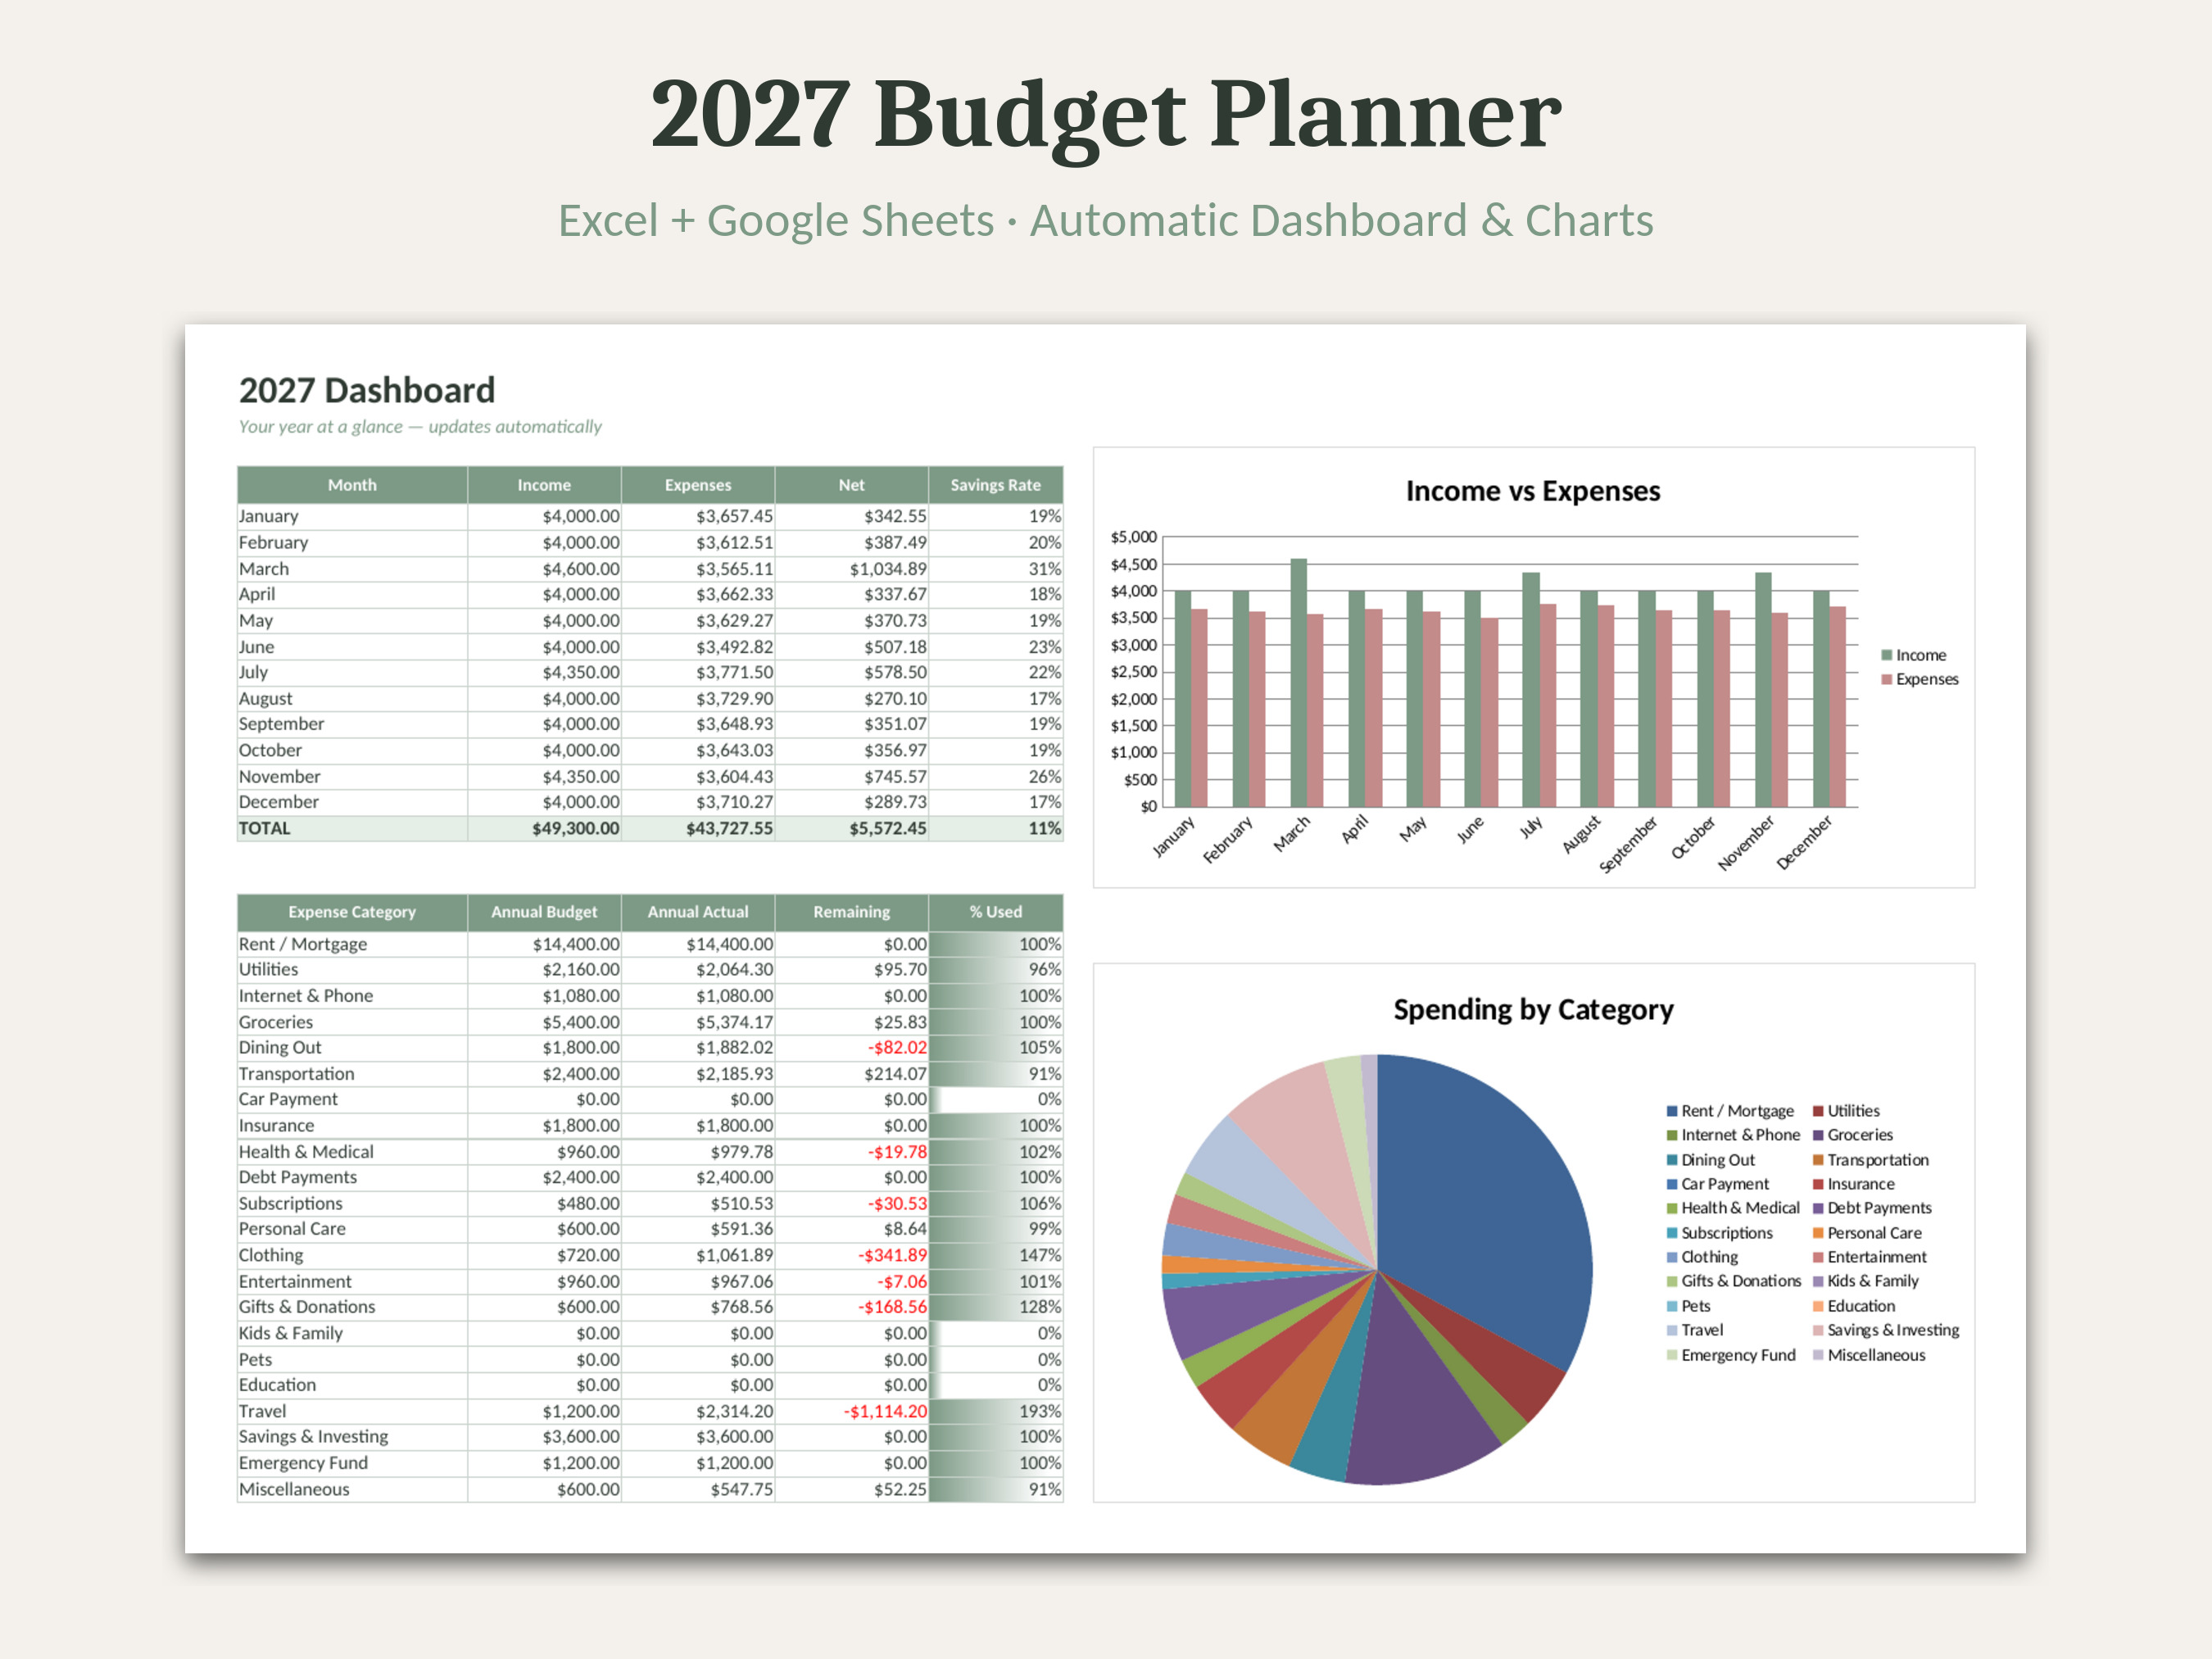 2027 Budget Planner
Excel + Google Sheets · Automatic Dashboard & Charts
2027 Dashboard
Your year at a glance — updates automatically
Month Income Expenses Net Savings Rate
January $4,000.00 $3,657.45 $342.55 19%
February $4,000.00 $3,612.51 $387.49 20%
March $4,600.00 $3,565.11 $1,034.89 31%
April $4,000.00 $3,662.33 $337.67 18%
May $4,000.00 $3,629.27 $370.73 19%
June $4,000.00 $3,492.82 $507.18 23%
July $4,350.00 $3,771.50 $578.50 22%
August $4,000.00 $3,729.90 $270.10 17%
September $4,000.00 $3,648.93 $351.07 19%
October $4,000.00 $3,643.03 $356.97 19%
November $4,350.00 $3,604.43 $745.57 26%
December $4,000.00 $3,710.27 $289.73 17%
TOTAL $49,300.00 $43,727.55 $5,572.45 11%
Expense Category Annual Budget Annual Actual Remaining % Used
Rent / Mortgage $14,400.00 $14,400.00 $0.00 100%
Utilities $2,160.00 $2,064.30 $95.70 96%
Internet & Phone $1,080.00 $1,080.00 $0.00 100%
Groceries $5,400.00 $5,374.17 $25.83 100%
Dining Out $1,800.00 $1,882.02 -$82.02 105%
Transportation $2,400.00 $2,185.93 $214.07 91%
Car Payment $0.00 $0.00 $0.00 0%
Insurance $1,800.00 $1,800.00 $0.00 100%
Health & Medical $960.00 $979.78 -$19.78 102%
Debt Payments $2,400.00 $2,400.00 $0.00 100%
Subscriptions $480.00 $510.53 -$30.53 106%
Personal Care $600.00 $591.36 $8.64 99%
Clothing $720.00 $1,061.89 -$341.89 147%
Entertainment $960.00 $967.06 -$7.06 101%
Gifts & Donations $600.00 $768.56 -$168.56 128%
Kids & Family $0.00 $0.00 $0.00 0%
Pets $0.00 $0.00 $0.00 0%
Education $0.00 $0.00 $0.00 0%
Travel $1,200.00 $2,314.20 -$1,114.20 193%
Savings & Investing $3,600.00 $3,600.00 $0.00 100%
Emergency Fund $1,200.00 $1,200.00 $0.00 100%
Miscellaneous $600.00 $547.75 $52.25 91%
Income vs Expenses
$5,000
$4,500
$4,000
$3,500
$3,000
$2,500
$2,000
$1,500
$1,000
$500
$0
January February March April May June July August September October November December
Income
Expenses
Spending by Category
Rent / Mortgage Utilities
Internet & Phone Groceries
Dining Out Transportation
Car Payment Insurance
Health & Medical Debt Payments
Subscriptions Personal Care
Clothing Entertainment
Gifts & Donations Kids & Family
Pets Education
Travel Savings & Investing
Emergency Fund Miscellaneous